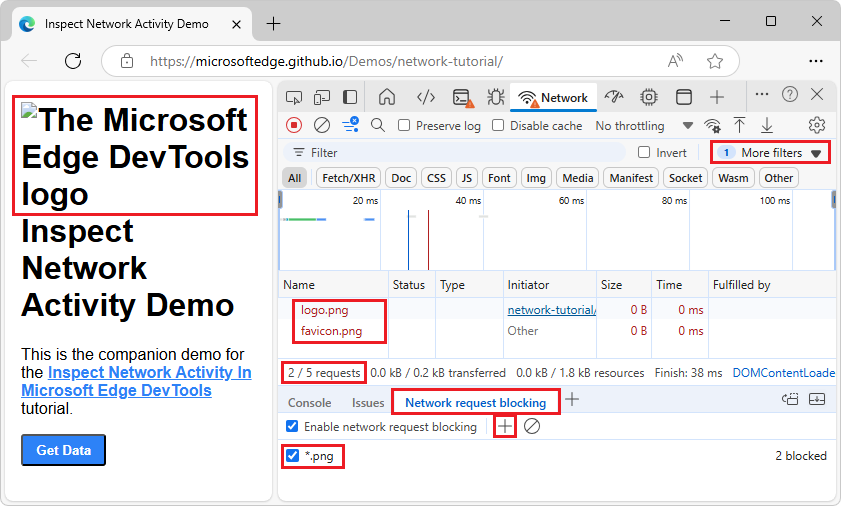 Inspect Network Activity Demo
https://microsoftedge.github.io/Demos/network-tutorial/
The Microsoft
Edge DevTools
logo
Inspect
Network
Activity Demo
This is the companion demo for
the Inspect Network Activity In
Microsoft Edge DevTools
tutorial.
Get Data
Network
Preserve log
Disable cache
No throttling
Filter
Invert
1 More filters
All Fetch/XHR Doc CSS JS Font Img Media Manifest Socket Wasm Other
20 ms 40 ms 60 ms 80 ms 100 ms
Name Status Type Initiator Size Time Fulfilled by
logo.png network-tutorial/ 0 B 0 ms
favicon.png Other 0 B 0 ms
2 / 5 requests 0.0 kB / 0.2 kB transferred 0.0 kB / 1.8 kB resources Finish: 38 ms DOMContentLoade
Console Issues Network request blocking
Enable network request blocking
*.png 2 blocked